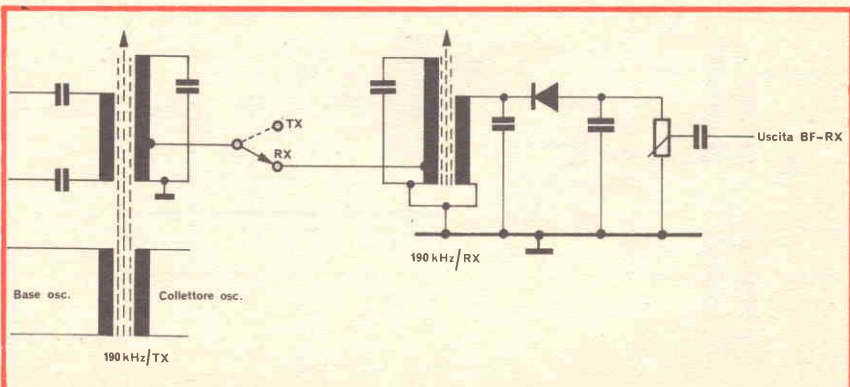 TX
RX
Uscita BF-RX
190 kHz/RX
Base osc.
Collettore osc.
190 kHz/TX